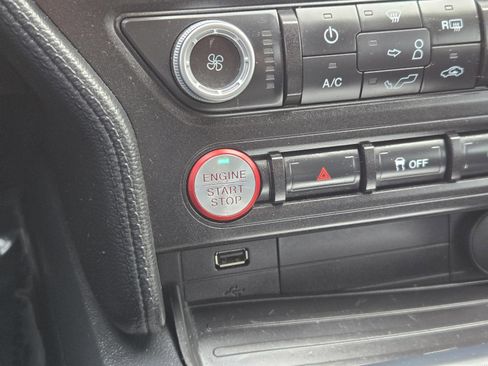 R
A/C
ENGINE
START
STOP
OFF